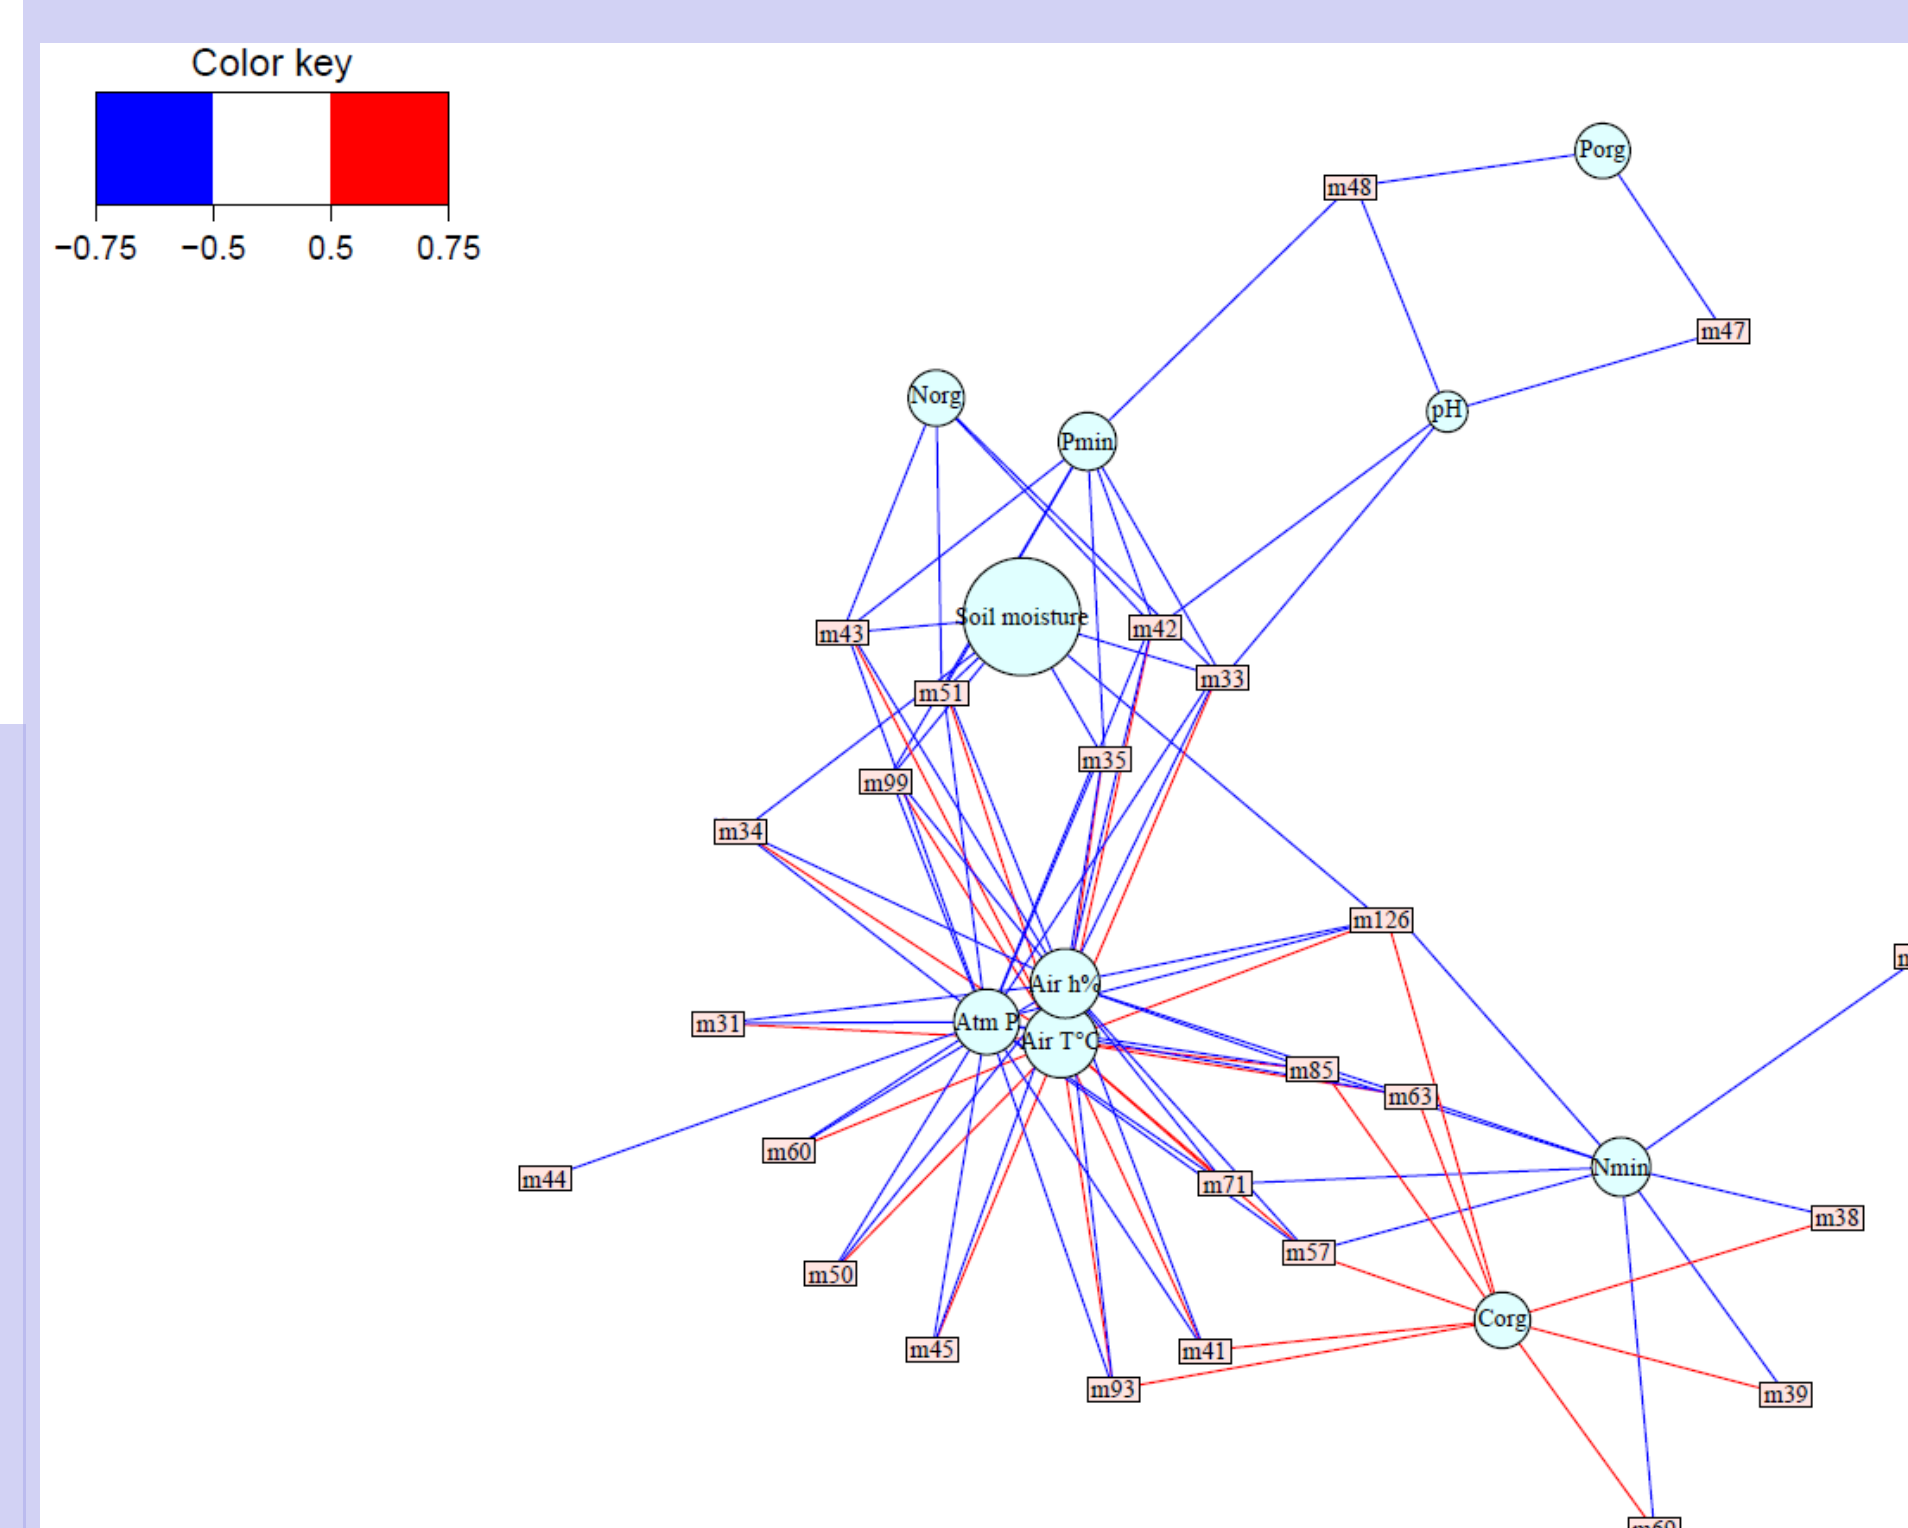 Color key
−0.75 −0.5 0.5 0.75
Porg
m48
m47
Norg
pH
Pmin
Soil moisture
m43
m42
m33
m51
m35
m99
m34
m126
Air h%
Atm P
m31
Air T°C
m85
m63
m60
Nmin
m44
m71
m38
m57
m50
Corg
m45
m41
m93
m39